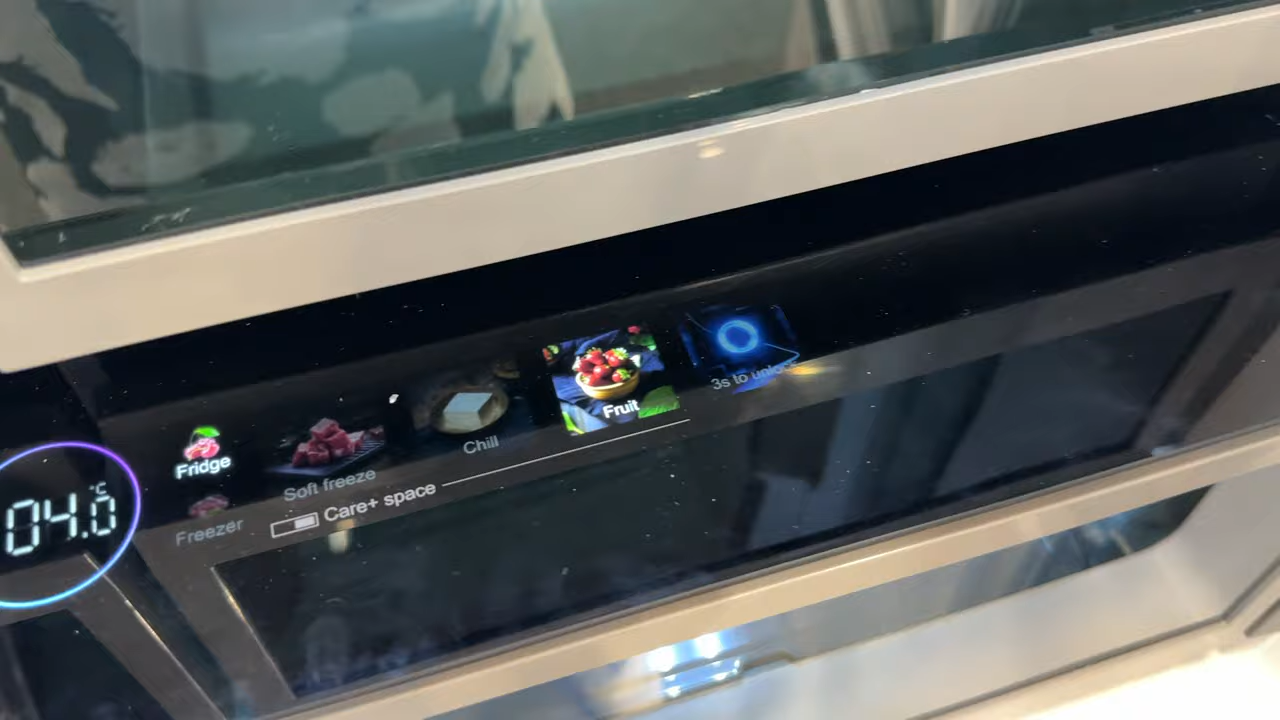 04.0 °C
Fridge
Freezer
Soft freeze
Chill
Fruit
3s to unlock
Care+ space